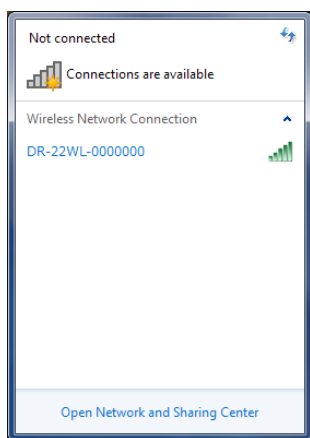 Not connected
Connections are available
Wireless Network Connection
DR-22WL-0000000
Open Network and Sharing Center